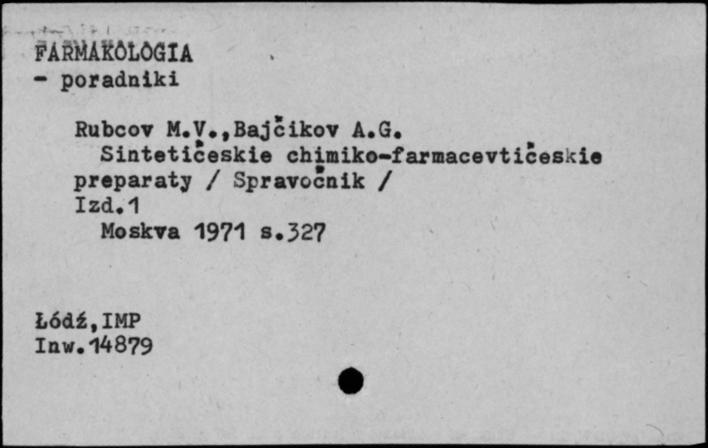 FARMAKOLOGIA
- poradniki
Rubcov M.V.,Bajčikov A.G.
Sintetičeskie chimiko-farmacevtičeskie
preparaty / Spravočnik /
Izd.1
Moskva 1971 s.327
Łódź,IMP
Inw.14879